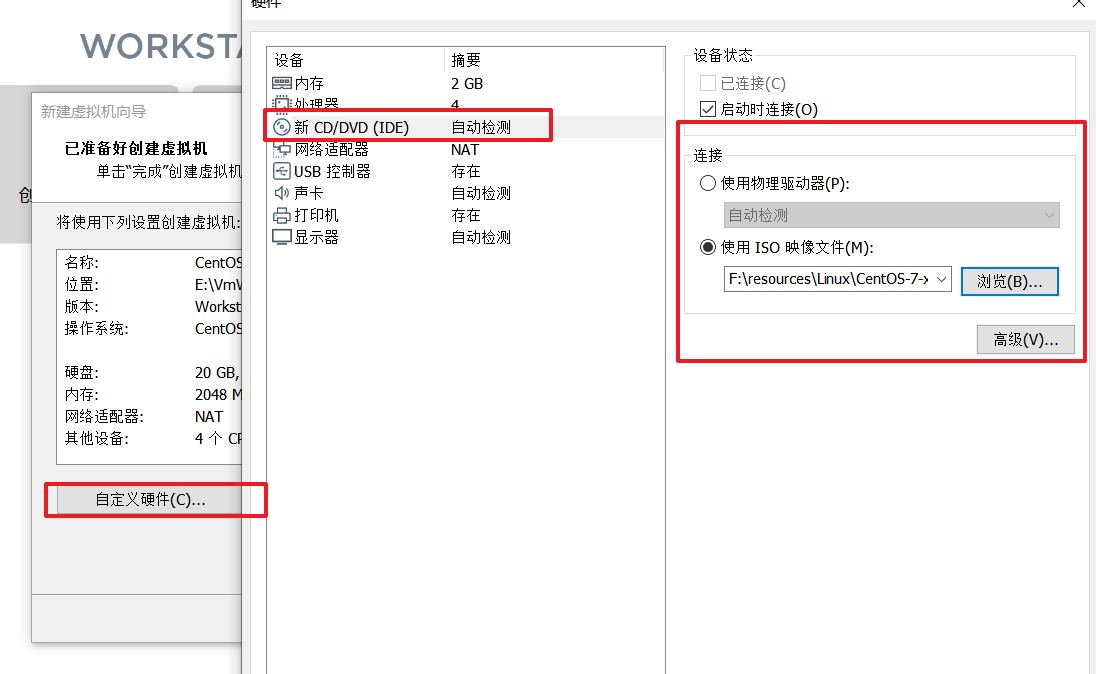 硬件
WORKSTA
新建虚拟机向导
已准备好创建虚拟机
单击“完成”创建虚拟机
创
将使用下列设置创建虚拟机:
名称: CentOS
位置: E:\VmW
版本: Workst
操作系统: CentOS
硬盘: 20 GB,
内存: 2048 M
网络适配器: NAT
其他设备: 4 个 CP
自定义硬件(C)...
设备 摘要
内存 2 GB
处理器 4
新 CD/DVD (IDE) 自动检测
网络适配器 NAT
USB 控制器 存在
声卡 自动检测
打印机 存在
显示器 自动检测
设备状态
已连接(C)
启动时连接(O)
连接
使用物理驱动器(P):
自动检测
使用 ISO 映像文件(M):
F:\resources\Linux\CentOS-7-x
浏览(B)...
高级(V)...